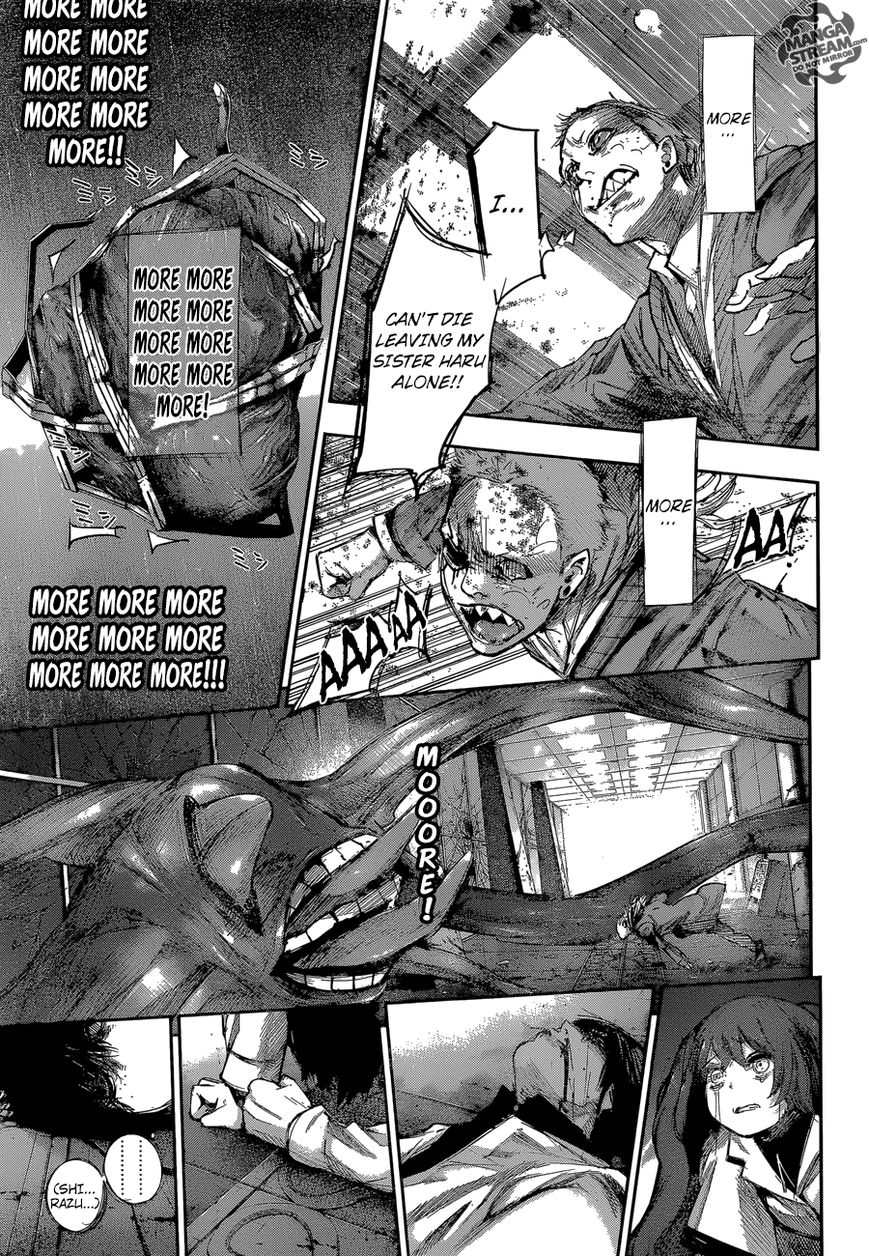 MANGA
STREAM.com
DO NOT MIRROR
MORE
...
I...
CAN'T DIE
LEAVING MY
SISTER HARU
ALONE!!
MORE MORE
MORE MORE
MORE MORE
MORE MORE
MORE!!
MORE MORE
MORE MORE
MORE MORE
MORE MORE
MORE!
MORE MORE MORE
MORE MORE MORE
MORE MORE MORE!!!
MORE
...
AA
AAAAA
MOOORE!
(SHI...
RAZU...)